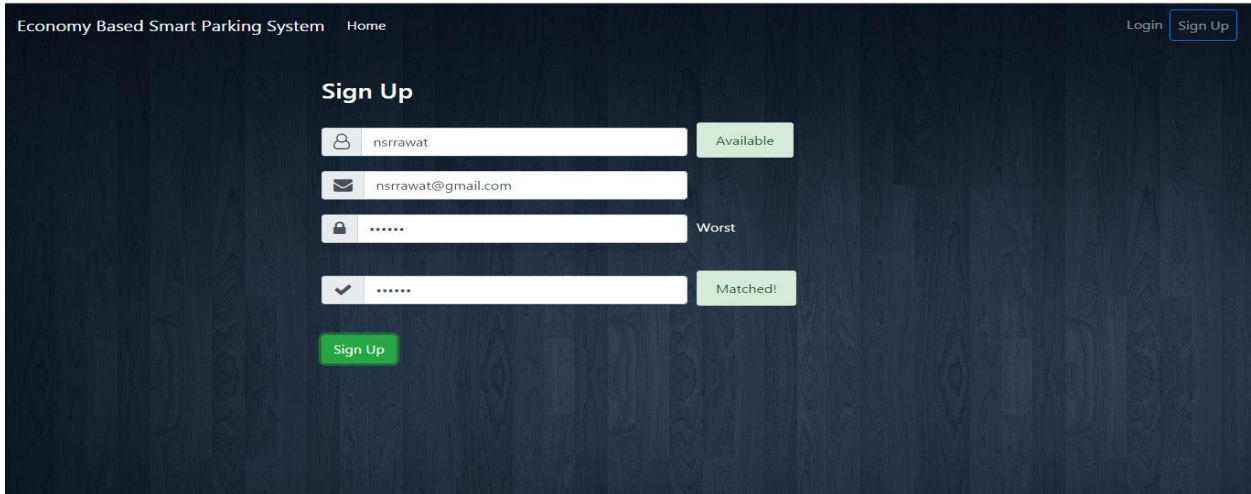 Economy Based Smart Parking System Home Login Sign Up
Sign Up
nsrrawat Available
nsrrawat@gmail.com
•••••• Worst
•••••• Matched!
Sign Up